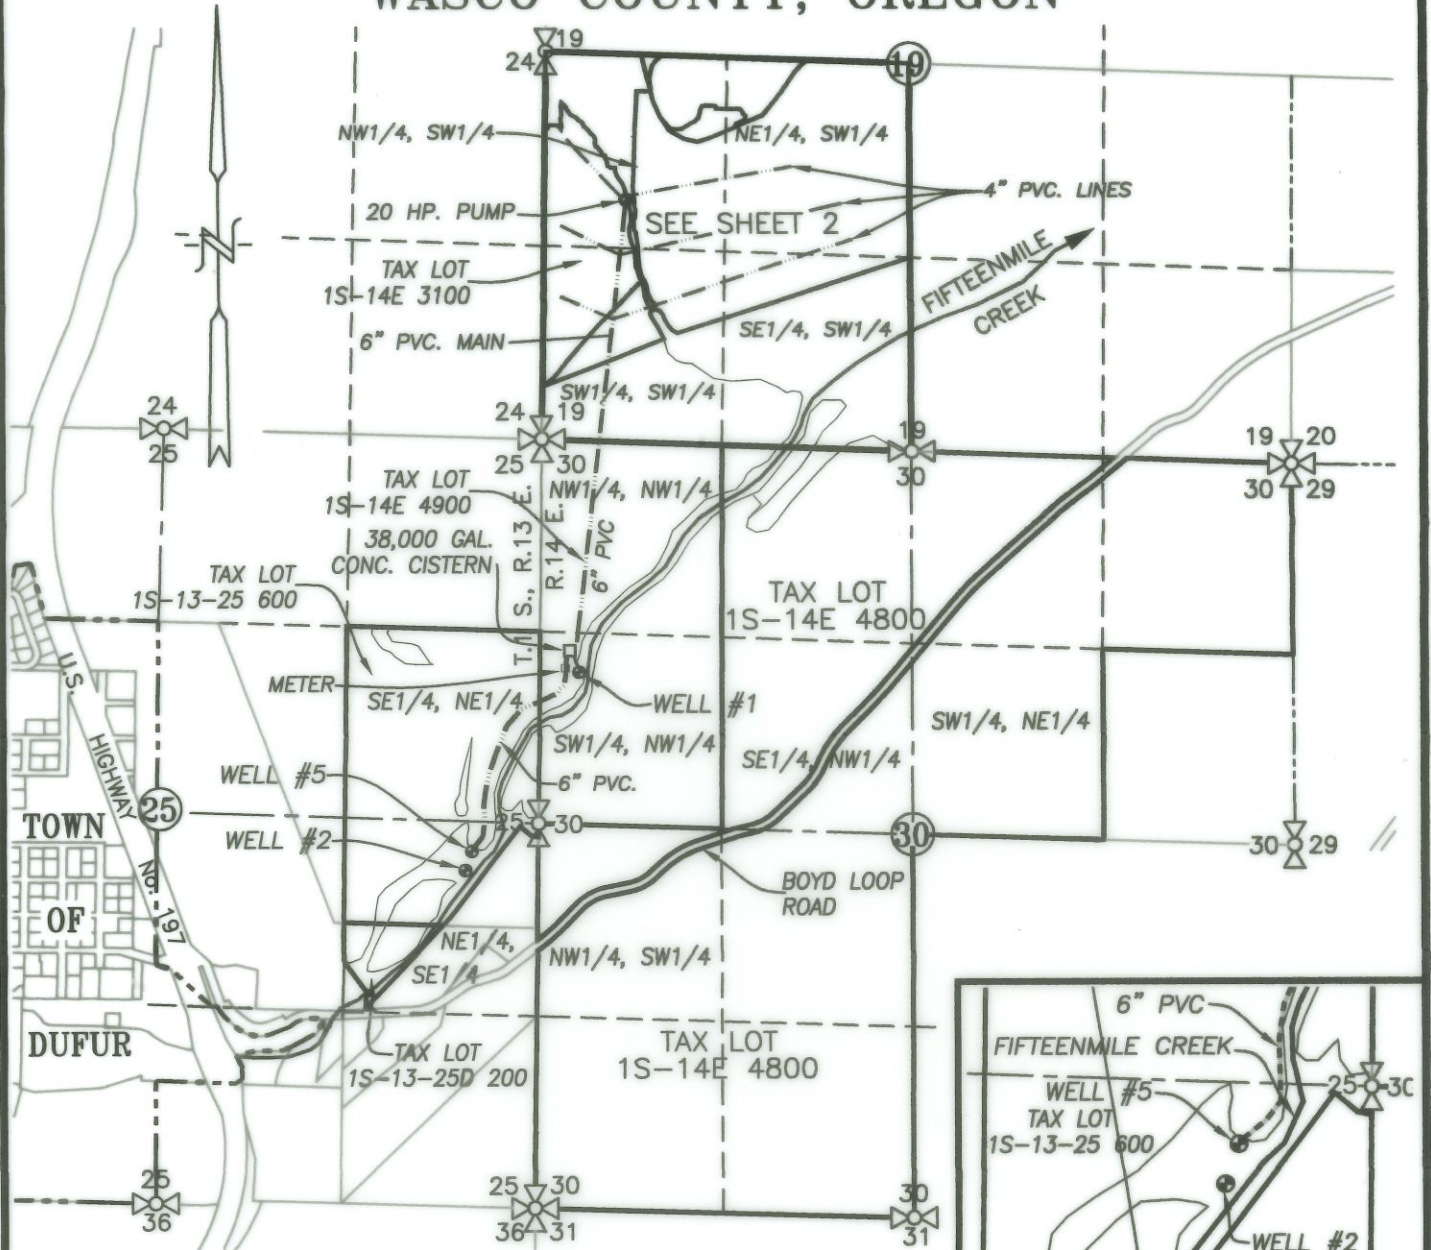 WASCO COUNTY, OREGON
19
24
19
NW1/4, SW1/4
NE1/4, SW1/4
4" PVC. LINES
20 HP. PUMP
SEE SHEET 2
TAX LOT
1S-14E 3100
FIFTEENMILE
CREEK
6" PVC. MAIN
SE1/4, SW1/4
SW1/4, SW1/4
24
25
24 19
25 30
19
30
19 20
30 29
TAX LOT
1S-14E 4900
NW1/4, NW1/4
38,000 GAL.
CONC. CISTERN
T.1 S., R.13 E.
R.14 E.
6" PVC
TAX LOT
1S-13-25 600
TAX LOT
1S-14E 4800
METER
SE1/4, NE1/4
WELL #1
SW1/4, NW1/4
SE1/4, NW1/4
SW1/4, NE1/4
U.S.
HIGHWAY
No. 197
WELL #5
6" PVC.
25
25 30
30
30 29
TOWN
OF
DUFUR
WELL #2
BOYD LOOP
ROAD
NE1/4,
SE1/4
NW1/4, SW1/4
TAX LOT
1S-13-25D 200
TAX LOT
1S-14E 4800
25
36
25 30
36 31
30
31
6" PVC
FIFTEENMILE CREEK
25 30
WELL #5
TAX LOT
1S-13-25 600
WELL #2